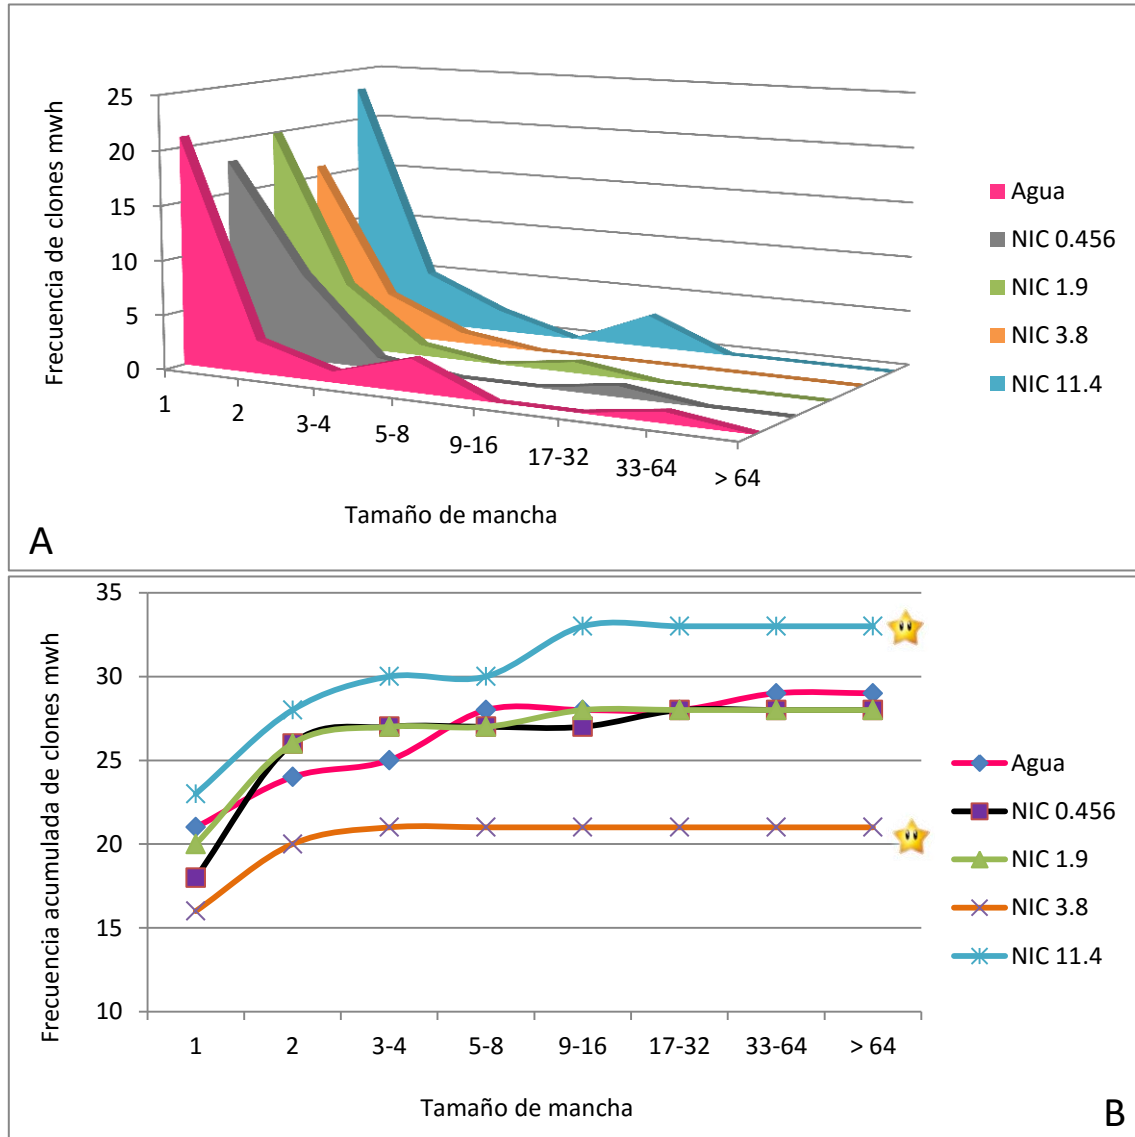 25
20
15
10
5
0
Frecuencia de clones mwh
1
2
3-4
5-8
9-16
17-32
33-64
> 64
Tamaño de mancha
Agua
NIC 0.456
NIC 1.9
NIC 3.8
NIC 11.4
A
35
30
25
20
15
10
Frecuencia acumulada de clones mwh
1 2 3-4 5-8 9-16 17-32 33-64 > 64
Tamaño de mancha
Agua
NIC 0.456
NIC 1.9
NIC 3.8
NIC 11.4
B